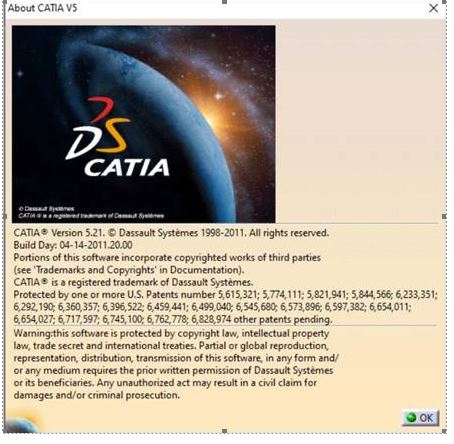 About CATIA V5
DS
CATIA
© Dassault Systèmes
CATIA ® is a registered trademark of Dassault Systèmes
CATIA® Version 5.21. © Dassault Systèmes 1998-2011. All rights reserved.
Build Day: 04-14-2011.20.00
Portions of this software incorporate copyrighted works of third parties
(see 'Trademarks and Copyrights' in Documentation).
CATIA® is a registered trademark of Dassault Systèmes.
Protected by one or more U.S. Patents number 5,615,321; 5,774,111; 5,821,941; 5,844,566; 6,233,351;
6,292,190; 6,360,357; 6,396,522; 6,459,441; 6,499,040; 6,545,680; 6,573,896; 6,597,382; 6,654,011;
6,654,027; 6,717,597; 6,745,100; 6,762,778; 6,828,974 other patents pending.
Warning:this software is protected by copyright law, intellectual property
law, trade secret and international treaties. Partial or global reproduction,
representation, distribution, transmission of this software, in any form and/
or any medium requires the prior written permission of Dassault Systèmes
or its beneficiaries. Any unauthorized act may result in a civil claim for
damages and/or criminal prosecution.
OK